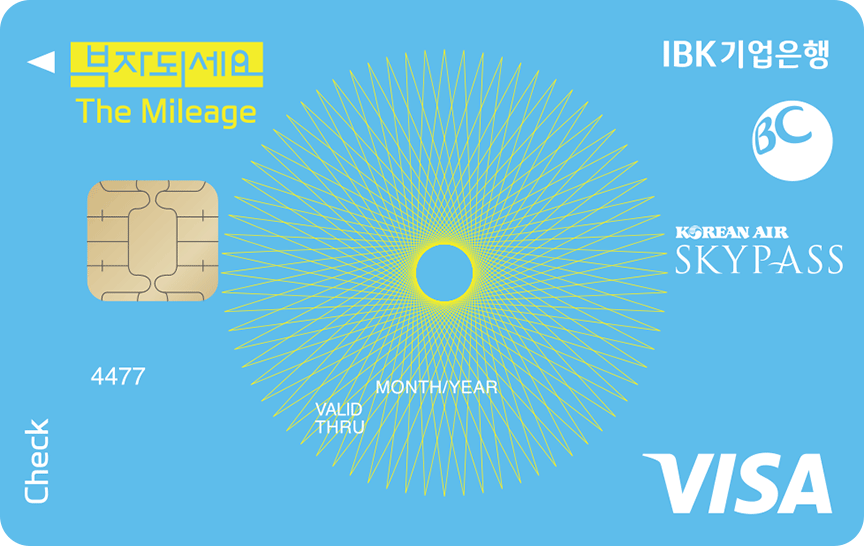 부자되세요
The Mileage
IBK기업은행
BC
KOREAN AIR
SKYPASS
4477
MONTH/YEAR
VALID
THRU
Check
VISA